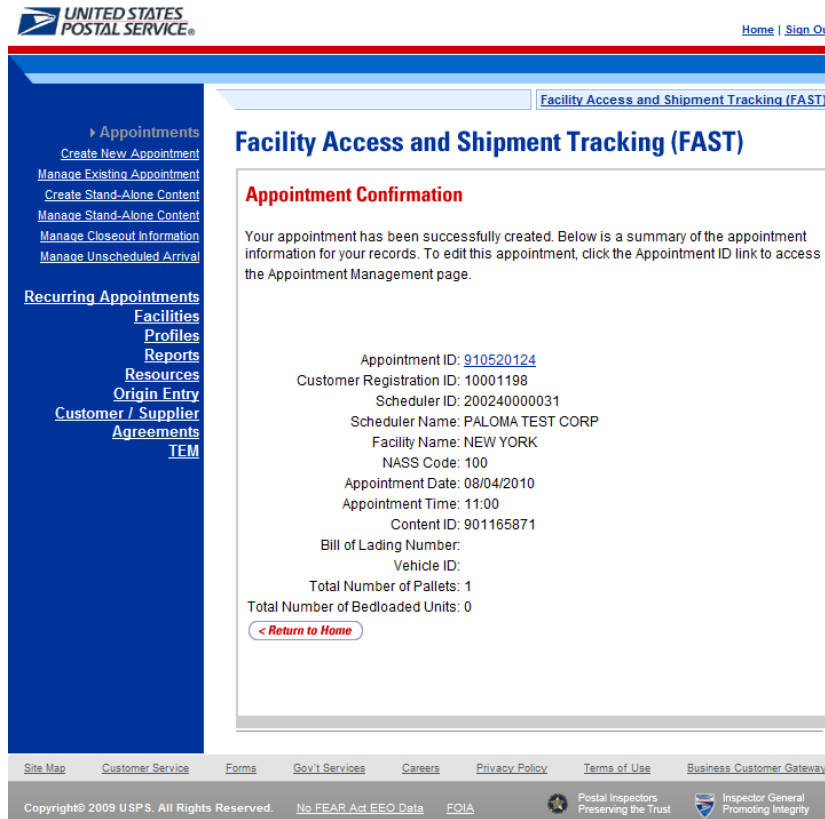 UNITED STATES
POSTAL SERVICE®
Home | Sign Ou
Facility Access and Shipment Tracking (FAST)
Appointments
Create New Appointment
Manage Existing Appointment
Create Stand-Alone Content
Manage Stand-Alone Content
Manage Closeout Information
Manage Unscheduled Arrival
Recurring Appointments
Facilities
Profiles
Reports
Resources
Origin Entry
Customer / Supplier
Agreements
TEM
Facility Access and Shipment Tracking (FAST)
Appointment Confirmation
Your appointment has been successfully created. Below is a summary of the appointment
information for your records. To edit this appointment, click the Appointment ID link to access
the Appointment Management page.
Appointment ID: 910520124
Customer Registration ID: 10001198
Scheduler ID: 200240000031
Scheduler Name: PALOMA TEST CORP
Facility Name: NEW YORK
NASS Code: 100
Appointment Date: 08/04/2010
Appointment Time: 11:00
Content ID: 901165871
Bill of Lading Number:
Vehicle ID:
Total Number of Pallets: 1
Total Number of Bedloaded Units: 0
< Return to Home
Site Map Customer Service Forms Gov't Services Careers Privacy Policy Terms of Use Business Customer Gateway
Copyright© 2009 USPS. All Rights Reserved. No FEAR Act EEO Data FOIA
Postal Inspectors
Preserving the Trust
Inspector General
Promoting Integrity